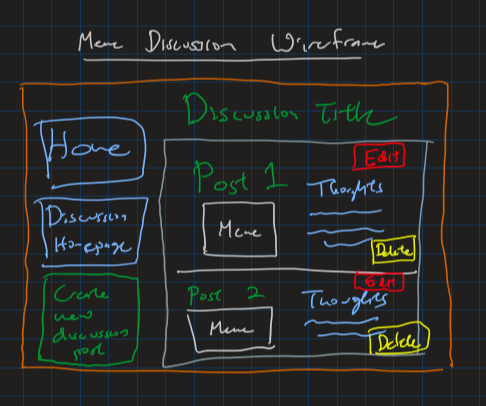 Meme Discussion Wireframe
Discussion Title
Home
Discussion
Homepage
Create
new
discussion
post
Edit
Post 1
Thoughts
Meme
Delete
Edit
Post 2
Thoughts
Meme
Delete